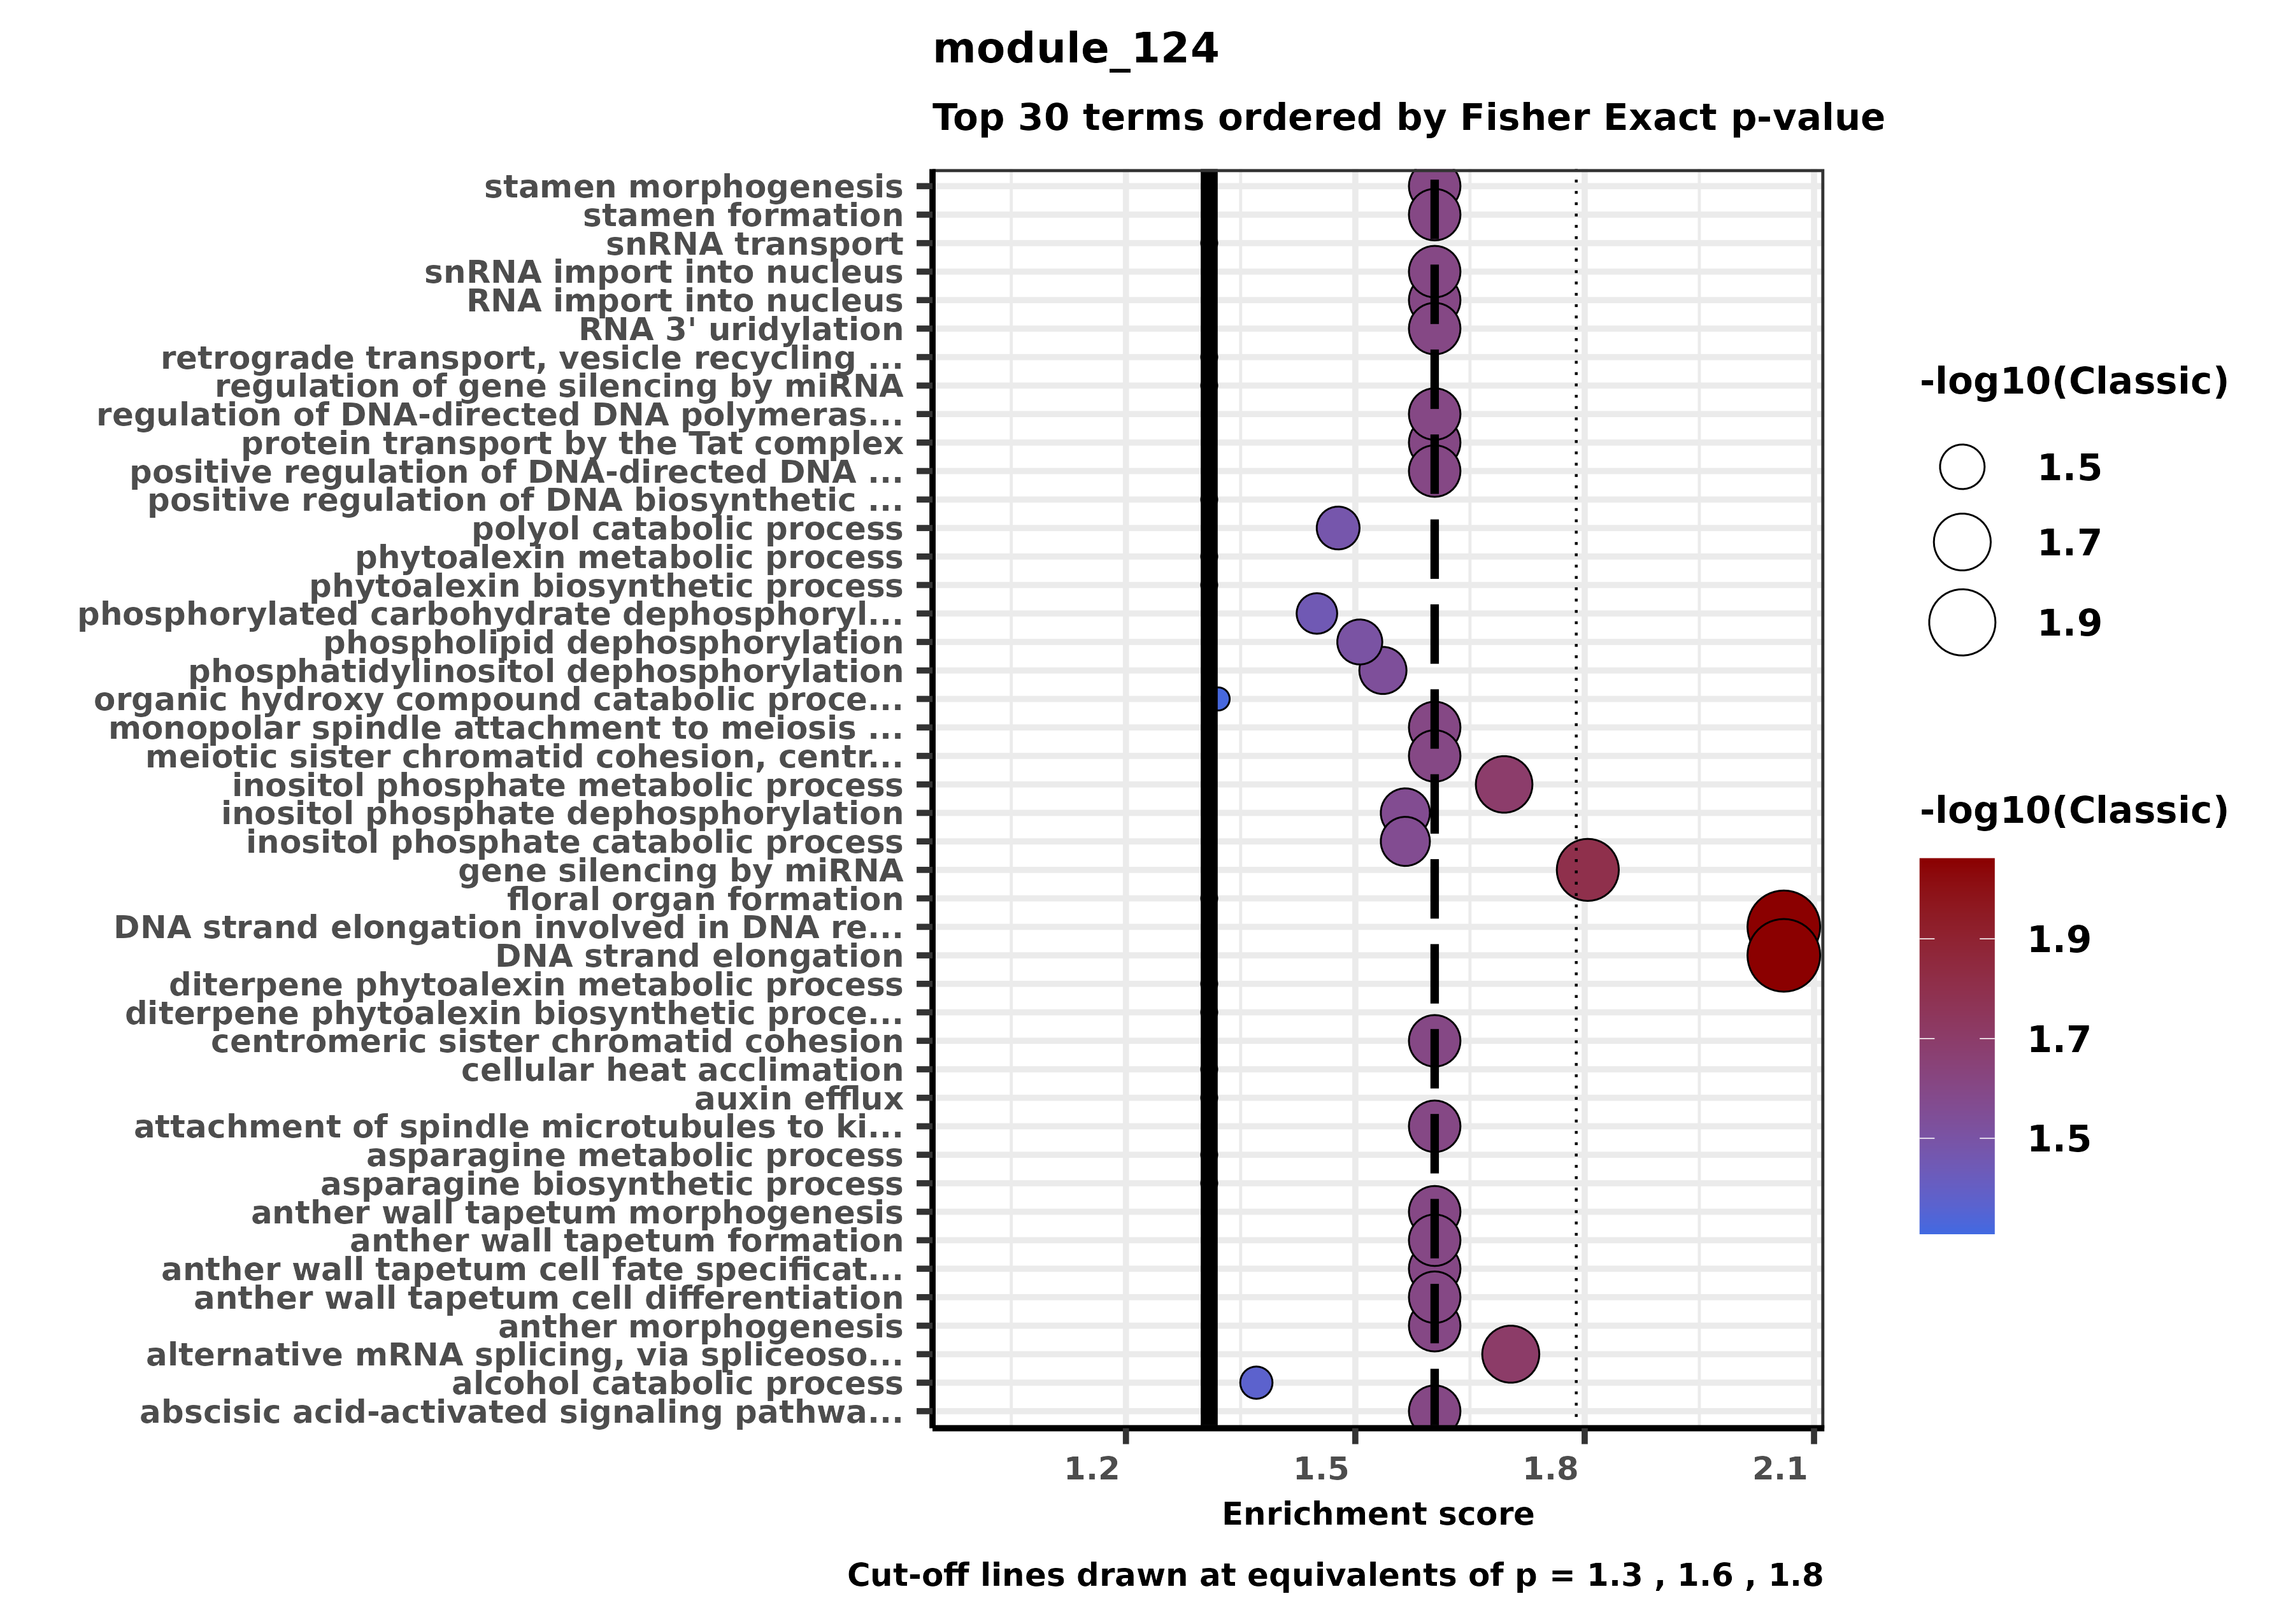 module_124
Top 30 terms ordered by Fisher Exact p-value
stamen morphogenesis
stamen formation
snRNA transport
snRNA import into nucleus
RNA import into nucleus
RNA 3' uridylation
retrograde transport, vesicle recycling ...
regulation of gene silencing by miRNA
regulation of DNA-directed DNA polymeras...
protein transport by the Tat complex
positive regulation of DNA-directed DNA ...
positive regulation of DNA biosynthetic ...
polyol catabolic process
phytoalexin metabolic process
phytoalexin biosynthetic process
phosphorylated carbohydrate dephosphoryl...
phospholipid dephosphorylation
phosphatidylinositol dephosphorylation
organic hydroxy compound catabolic proce...
monopolar spindle attachment to meiosis ...
meiotic sister chromatid cohesion, centr...
inositol phosphate metabolic process
inositol phosphate dephosphorylation
inositol phosphate catabolic process
gene silencing by miRNA
floral organ formation
DNA strand elongation involved in DNA re...
DNA strand elongation
diterpene phytoalexin metabolic process
diterpene phytoalexin biosynthetic proce...
centromeric sister chromatid cohesion
cellular heat acclimation
auxin efflux
attachment of spindle microtubules to ki...
asparagine metabolic process
asparagine biosynthetic process
anther wall tapetum morphogenesis
anther wall tapetum formation
anther wall tapetum cell fate specificat...
anther wall tapetum cell differentiation
anther morphogenesis
alternative mRNA splicing, via spliceoso...
alcohol catabolic process
abscisic acid-activated signaling pathwa...
1.2 1.5 1.8 2.1
Enrichment score
Cut-off lines drawn at equivalents of p = 1.3 , 1.6 , 1.8
-log10(Classic)
1.5
1.7
1.9
-log10(Classic)
1.9
1.7
1.5